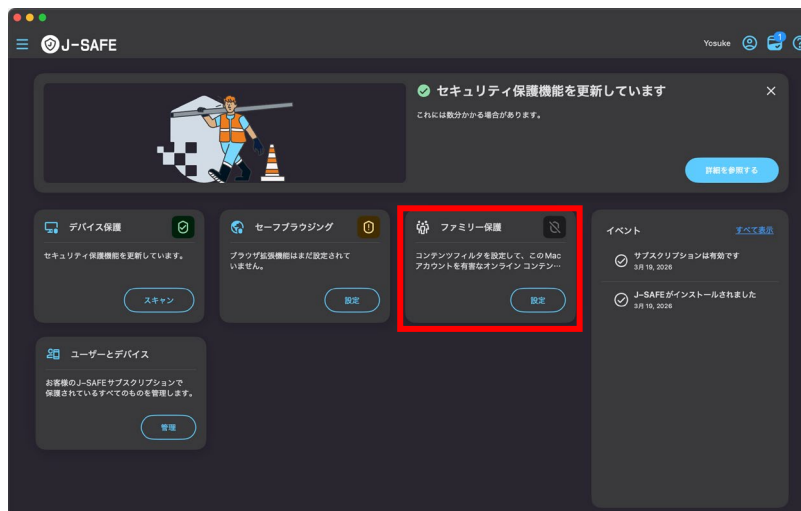 J-SAFE
Yosuke
1
セキュリティ保護機能を更新しています
これには数分かかる場合があります。
詳細を参照する
デバイス保護
セキュリティ保護機能を更新しています。
スキャン
セーフブラウジング
ブラウザ拡張機能はまだ設定されて
いません。
設定
ファミリー保護
コンテンツフィルタを設定して、このMac
アカウントを有害なオンライン コンテン…
設定
イベント
すべて表示
サブスクリプションは有効です
3月 19, 2026
J-SAFEがインストールされました
3月 19, 2026
ユーザーとデバイス
お客様のJ-SAFEサブスクリプションで
保護されているすべてのものを管理します。
管理